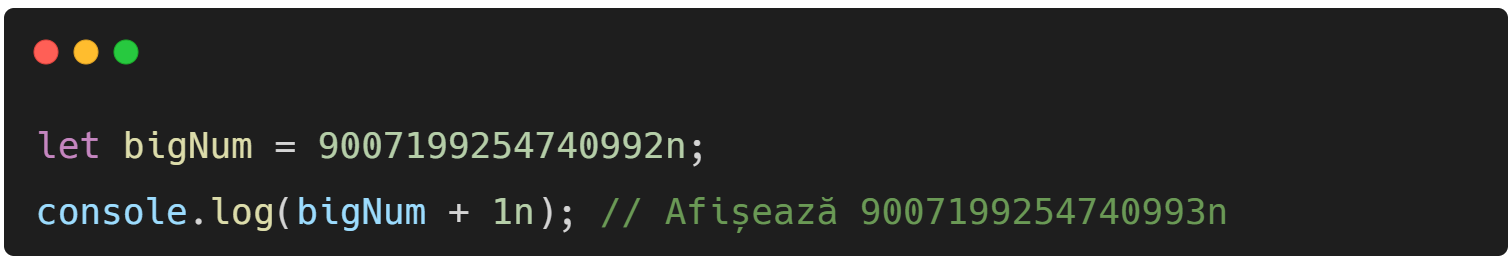 let bigNum = 9007199254740992n;
console.log(bigNum + 1n); // Afișează 9007199254740993n